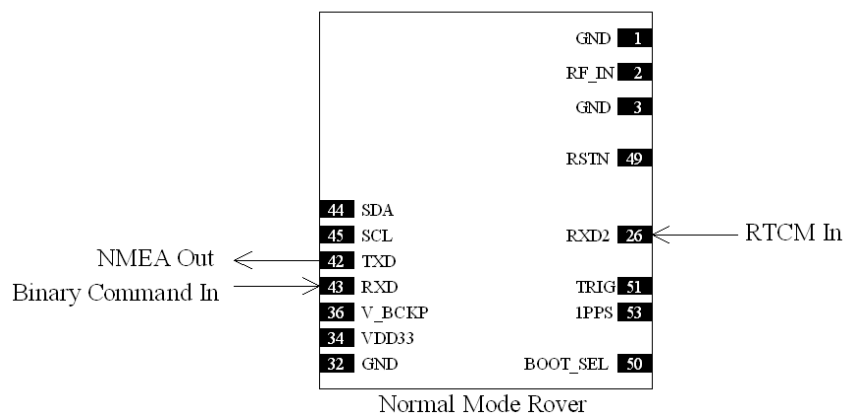 GND 1
RF_IN 2
GND 3
RSTN 49
44 SDA
45 SCL
RXD2 26
RTCM In
NMEA Out
42 TXD
Binary Command In
43 RXD
TRIG 51
36 V_BCKP
1PPS 53
34 VDD33
32 GND
BOOT_SEL 50
Normal Mode Rover